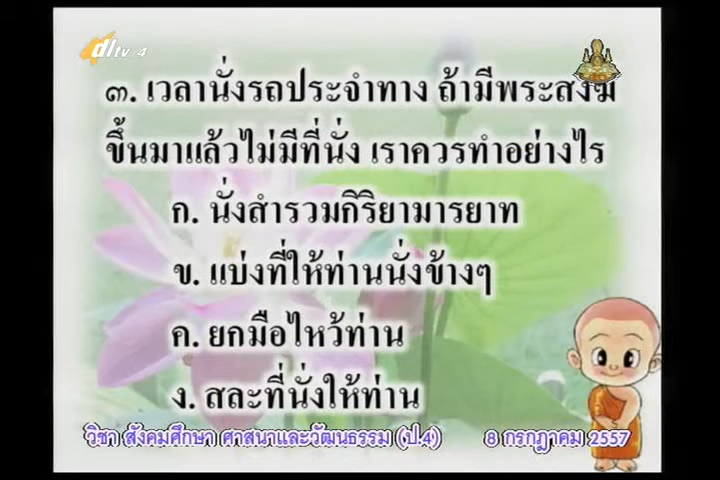 dltv 4
๓. เวลานั่งรถประจำทาง ถ้ามีพระสงฆ์
ขึ้นมาแล้วไม่มีที่นั่ง เราควรทำอย่างไร
ก. นั่งสำรวมกิริยามารยาท
ข. แบ่งที่ให้ท่านนั่งข้างๆ
ค. ยกมือไหว้ท่าน
ง. สละที่นั่งให้ท่าน
วิชา สังคมศึกษา ศาสนาและวัฒนธรรม (ป.4) 8 กรกฎาคม 2557